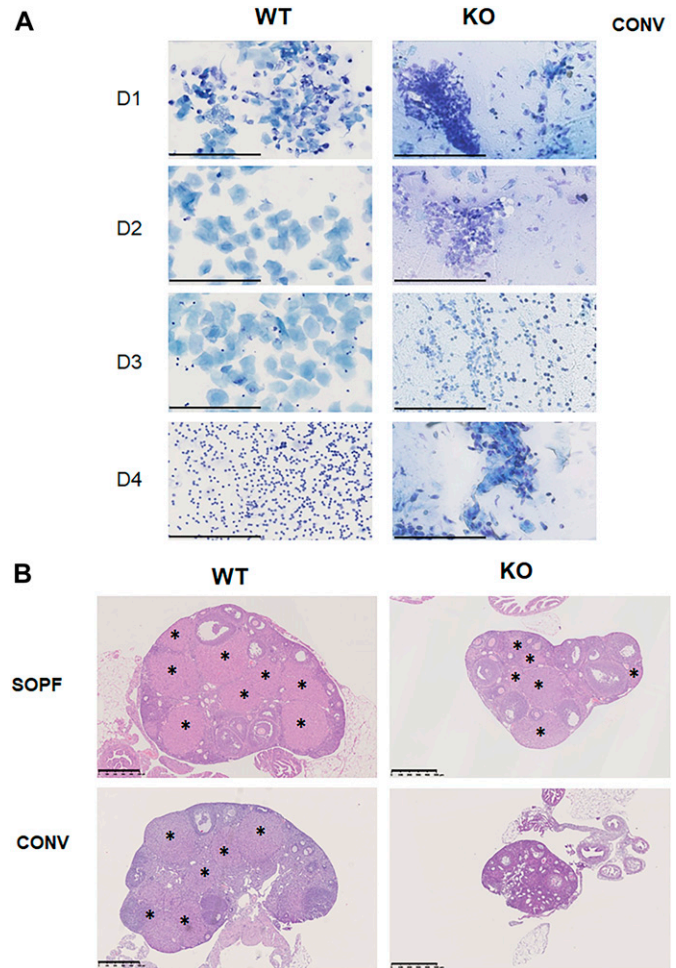 A WT KO CONV
D1
D2
D3
D4
B WT KO
SOPF
* * * * * * * * * * * * * *
CONV
* * * * * *